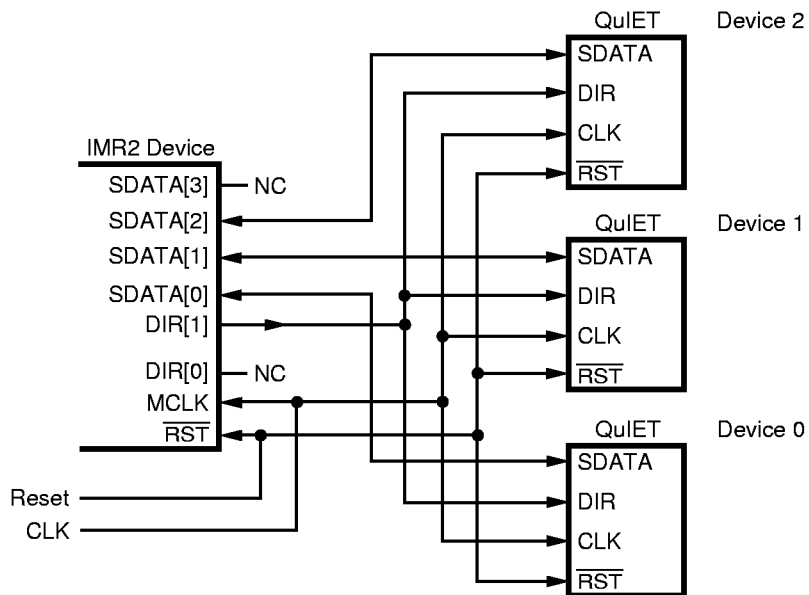 QuIET Device 2
SDATA
DIR
CLK
RST
IMR2 Device
SDATA[3] NC
SDATA[2]
SDATA[1]
SDATA[0]
DIR[1]
DIR[0] NC
MCLK
RST
Reset
CLK
QuIET Device 1
SDATA
DIR
CLK
RST
QuIET Device 0
SDATA
DIR
CLK
RST